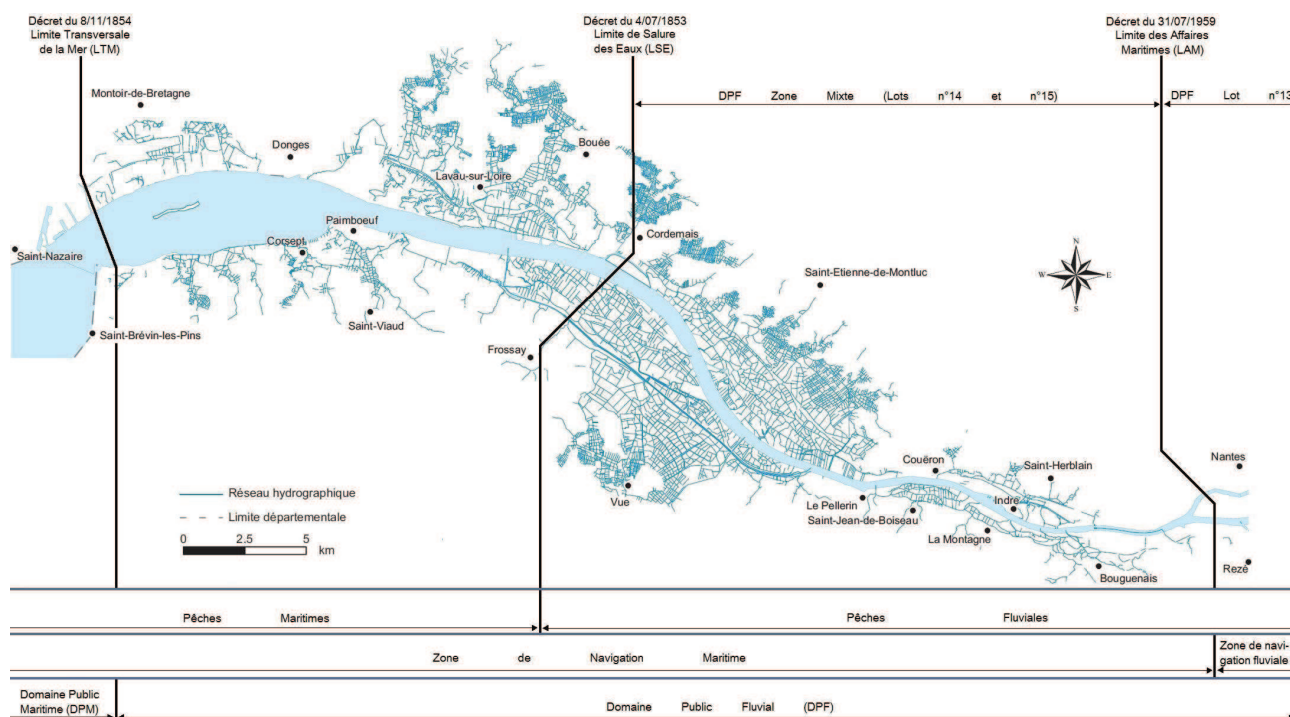 Décret du 8/11/1854
Limite Transversale
de la Mer (LTM)
Décret du 4/07/1853
Limite de Salure
des Eaux (LSE)
Décret du 31/07/1959
Limite des Affaires
Maritimes (LAM)
DPF Zone Mixte (Lots n°14 et n°15)
DPF Lot n°13
Montoir-de-Bretagne
Donges
Bouée
Lavau-sur-Loire
Paimboeuf
Corsept
Cordemais
Saint-Nazaire
Saint-Etienne-de-Montluc
N
W
E
S
Saint-Viaud
Saint-Brévin-les-Pins
Frossay
Couëron
Saint-Herblain
Nantes
Vue
Le Pellerin
Indre
Saint-Jean-de-Boiseau
La Montagne
Rezé
Bouguenais
Réseau hydrographique
Limite départementale
0 2.5 5
km
Pêches Maritimes
Pêches Fluviales
Zone de Navigation Maritime
Zone de navi-
gation fluviale
Domaine Public
Maritime (DPM)
Domaine Public Fluvial (DPF)